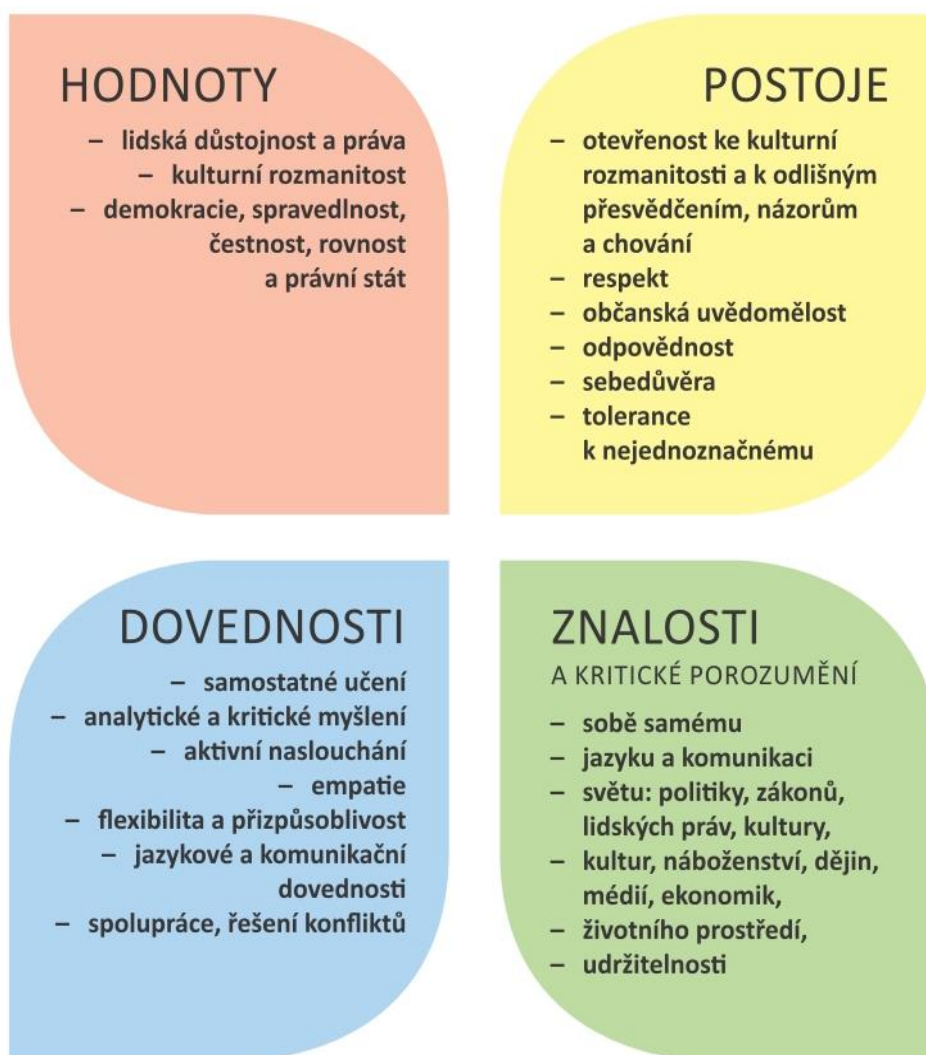 HODNOTY
– lidská důstojnost a práva
– kulturní rozmanitost
– demokracie, spravedlnost,
čestnost, rovnost
a právní stát
POSTOJE
– otevřenost ke kulturní
rozmanitosti a k odlišným
přesvědčením, názorům
a chování
– respekt
– občanská uvědomělost
– odpovědnost
– sebedůvěra
– tolerance
k nejednoznačnému
DOVEDNOSTI
– samostatné učení
– analytické a kritické myšlení
– aktivní naslouchání
– empatie
– flexibilita a přizpůsoblivost
– jazykové a komunikační
dovednosti
– spolupráce, řešení konfliktů
ZNALOSTI
A KRITICKÉ POROZUMĚNÍ
– sobě samému
– jazyku a komunikaci
– světu: politiky, zákonů,
lidských práv, kultury,
– kultur, náboženství, dějin,
médií, ekonomik,
– životního prostředí,
– udržitelnosti